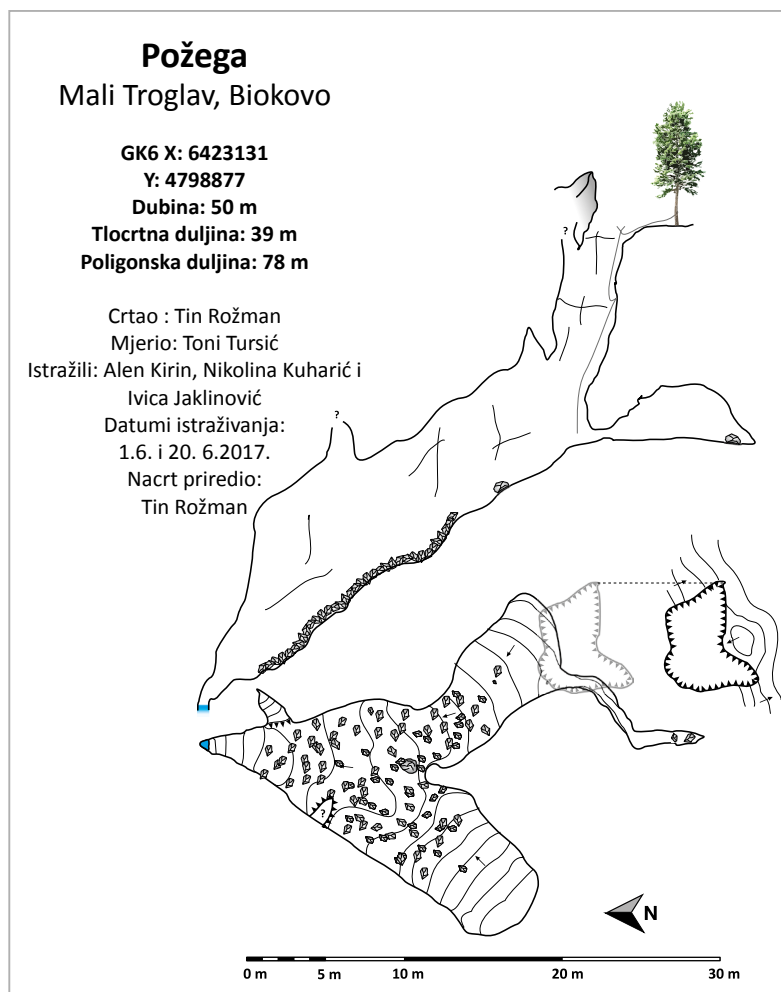 Požega
Mali Troglav, Biokovo
GK6 X: 6423131
Y: 4798877
Dubina: 50 m
Tlocrtna duljina: 39 m
Poligonska duljina: 78 m
Crtao : Tin Rožman
Mjerio: Toni Tursić
Istražili: Alen Kirin, Nikolina Kuharić i
Ivica Jaklinović
Datumi istraživanja:
1.6. i 20. 6.2017.
Nacrt priredio:
Tin Rožman
?
?
?
N
0 m 5 m 10 m 20 m 30 m